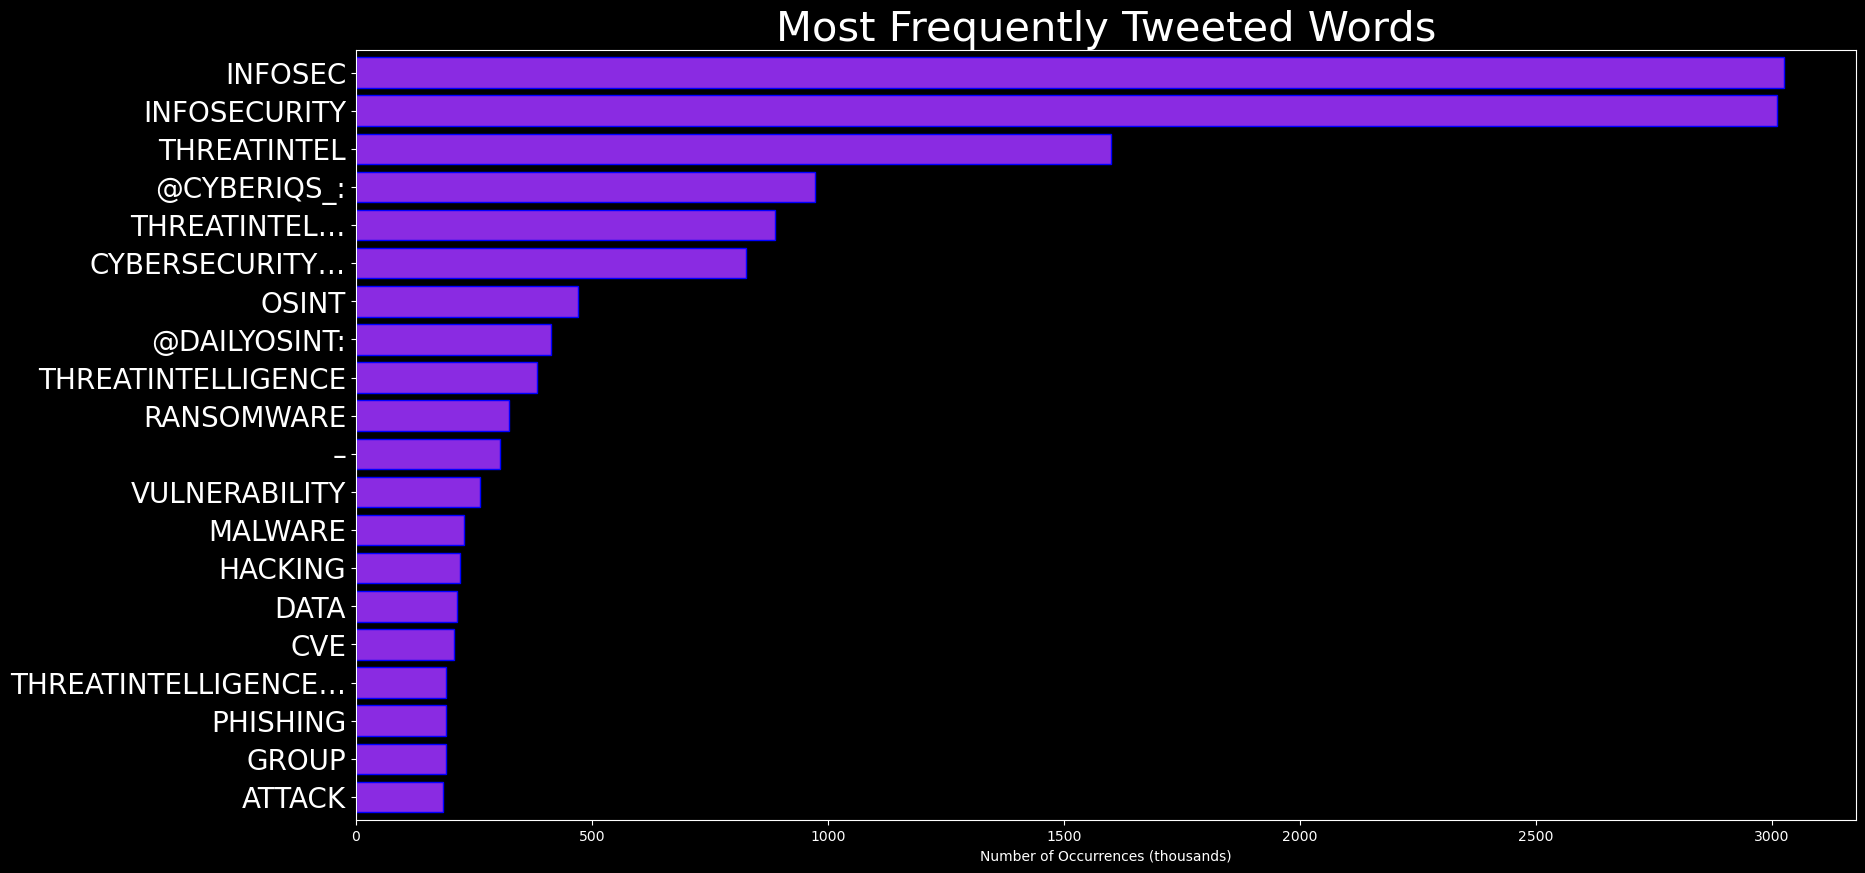 Most Frequently Tweeted Words
INFOSEC
INFOSECURITY
THREATINTEL
@CYBERIQS_:
THREATINTEL…
CYBERSECURITY…
OSINT
@DAILYOSINT:
THREATINTELLIGENCE
RANSOMWARE
–
VULNERABILITY
MALWARE
HACKING
DATA
CVE
THREATINTELLIGENCE…
PHISHING
GROUP
ATTACK
0 500 1000 1500 2000 2500 3000
Number of Occurrences (thousands)